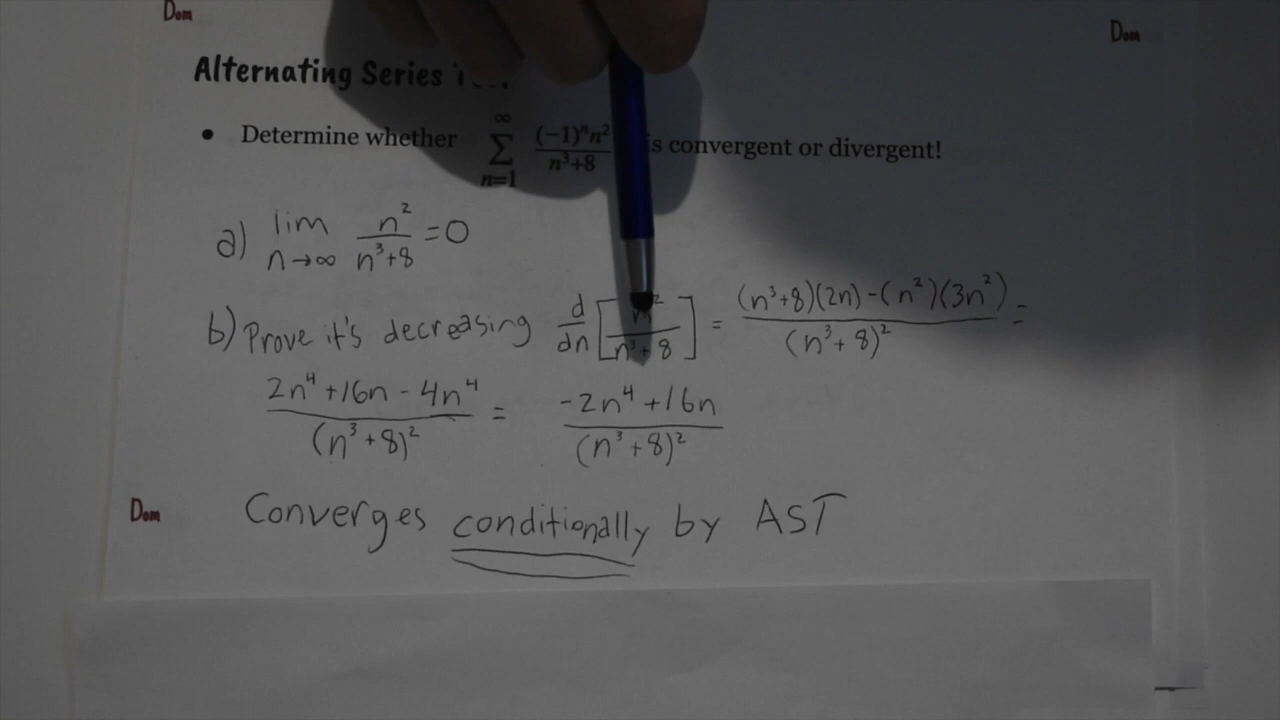 Dom
Dom
Alternating Series
• Determine whether ∞ Σ n=1 (−1)ⁿn² / n³+8 is convergent or divergent!
a) lim n→∞ n² / n³+8 = 0
b) Prove it's decreasing d/dn [n² / n³+8] = (n³+8)(2n) − (n²)(3n²) / (n³+8)² =
2n⁴ + 16n − 4n⁴ / (n³+8)² = −2n⁴ + 16n / (n³+8)²
Dom
Converges conditionally by AST